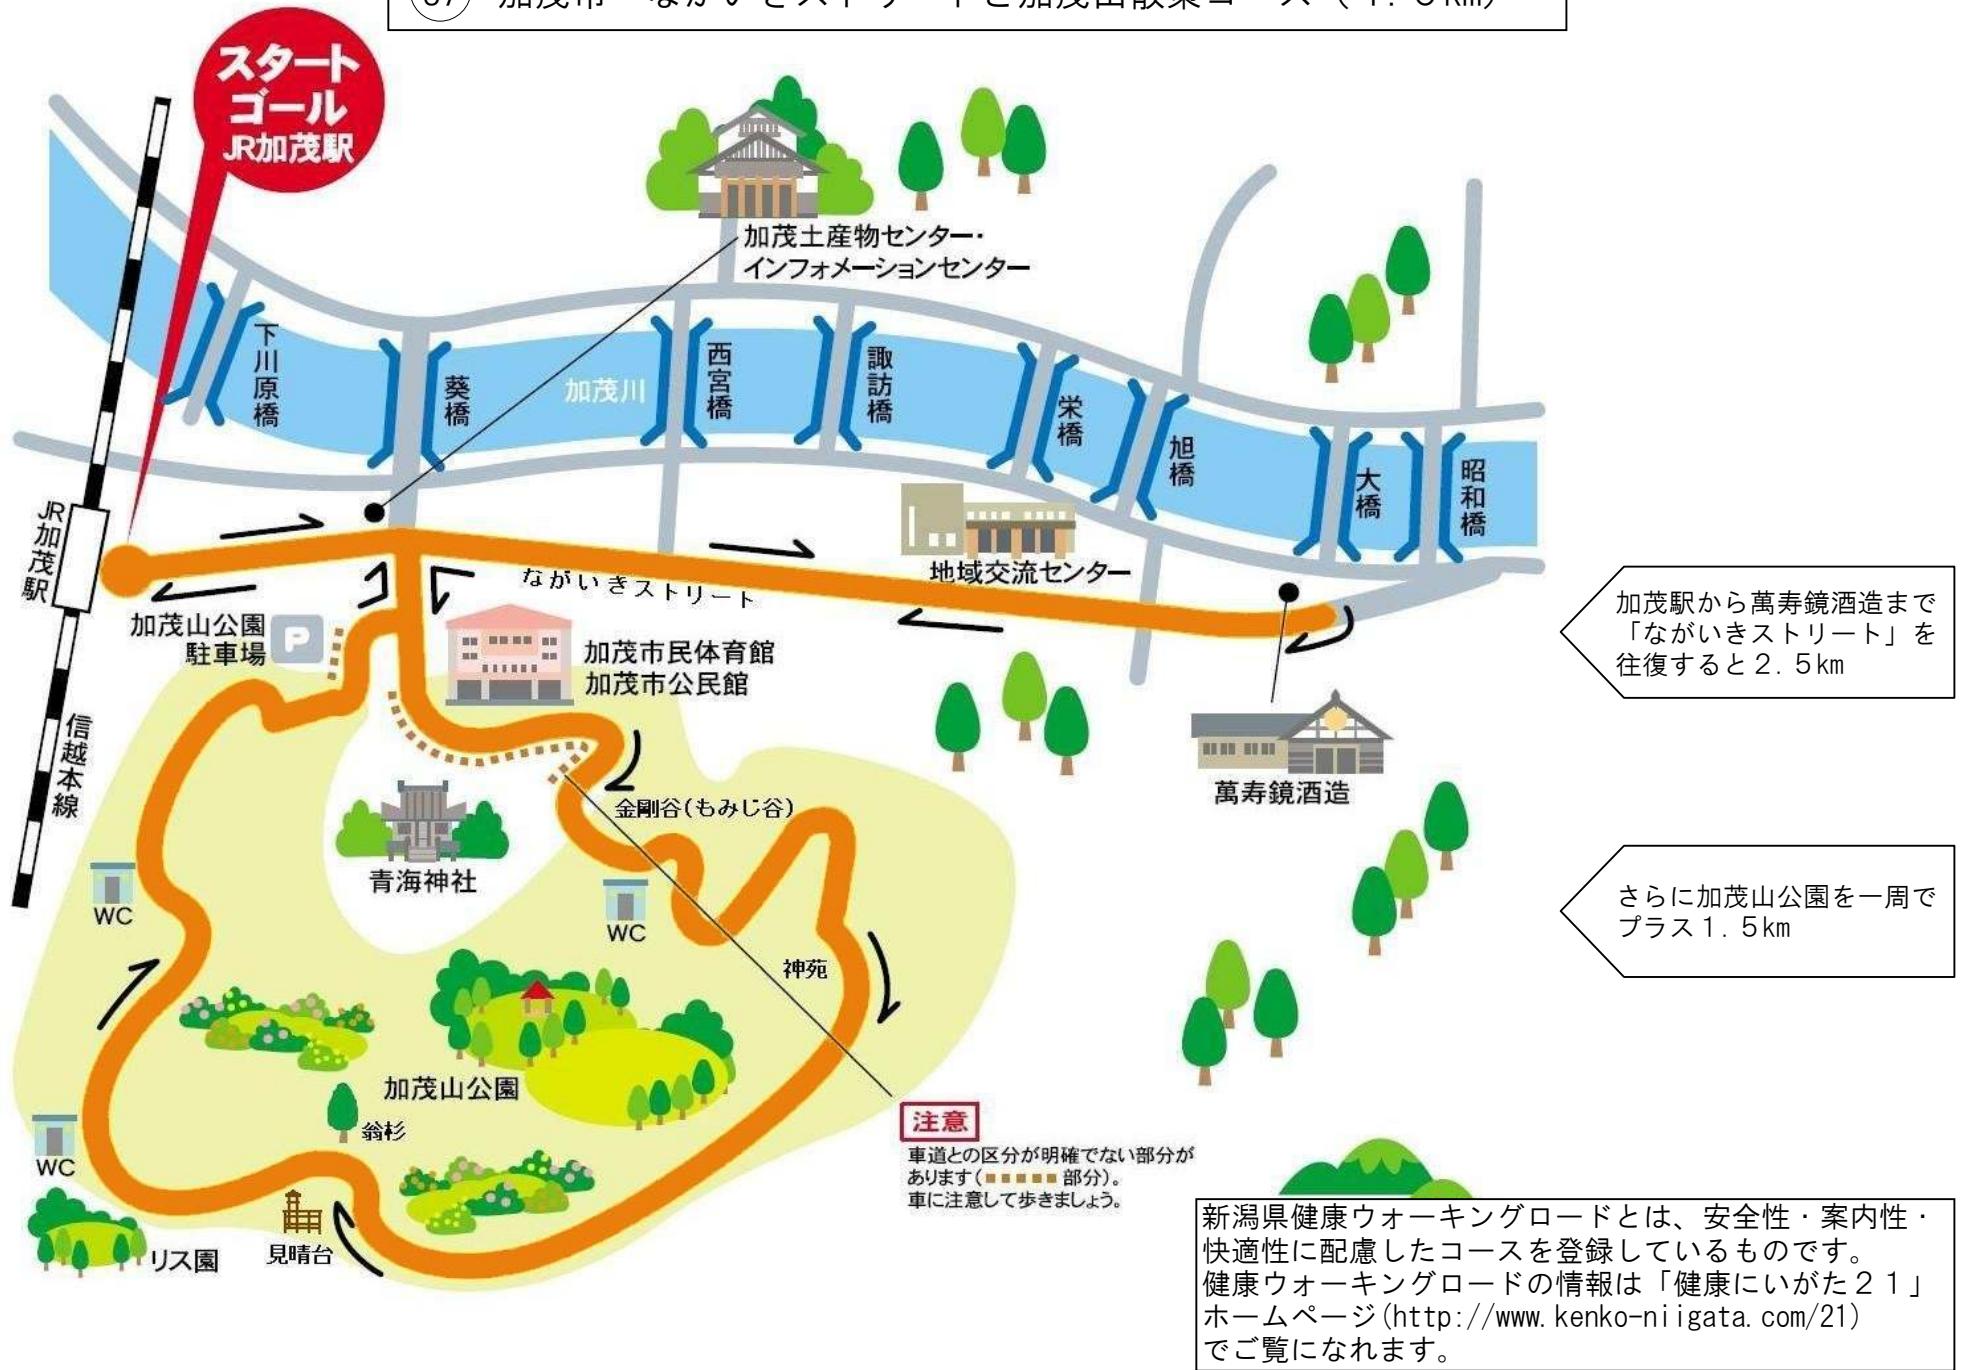 スタート
ゴール
JR加茂駅
加茂土産物センター・
インフォメーションセンター
下川原橋
葵橋
加茂川
西宮橋
諏訪橋
栄橋
旭橋
大橋
昭和橋
JR加茂駅
ながいきストリート
地域交流センター
加茂山公園
駐車場
P
加茂市民体育館
加茂市公民館
信越本線
萬寿鏡酒造
加茂駅から萬寿鏡酒造まで
「ながいきストリート」を
往復すると2.5km
金剛谷(もみじ谷)
青海神社
WC
WC
さらに加茂山公園を一周で
プラス1.5km
神苑
加茂山公園
翁杉
WC
リス園
見晴台
注意
車道との区分が明確でない部分が
あります(■■■■■部分)。
車に注意して歩きましょう。
新潟県健康ウォーキングロードとは、安全性・案内性・
快適性に配慮したコースを登録しているものです。
健康ウォーキングロードの情報は「健康にいがた21」
ホームページ(http://www.kenko-niigata.com/21)
でご覧になれます。